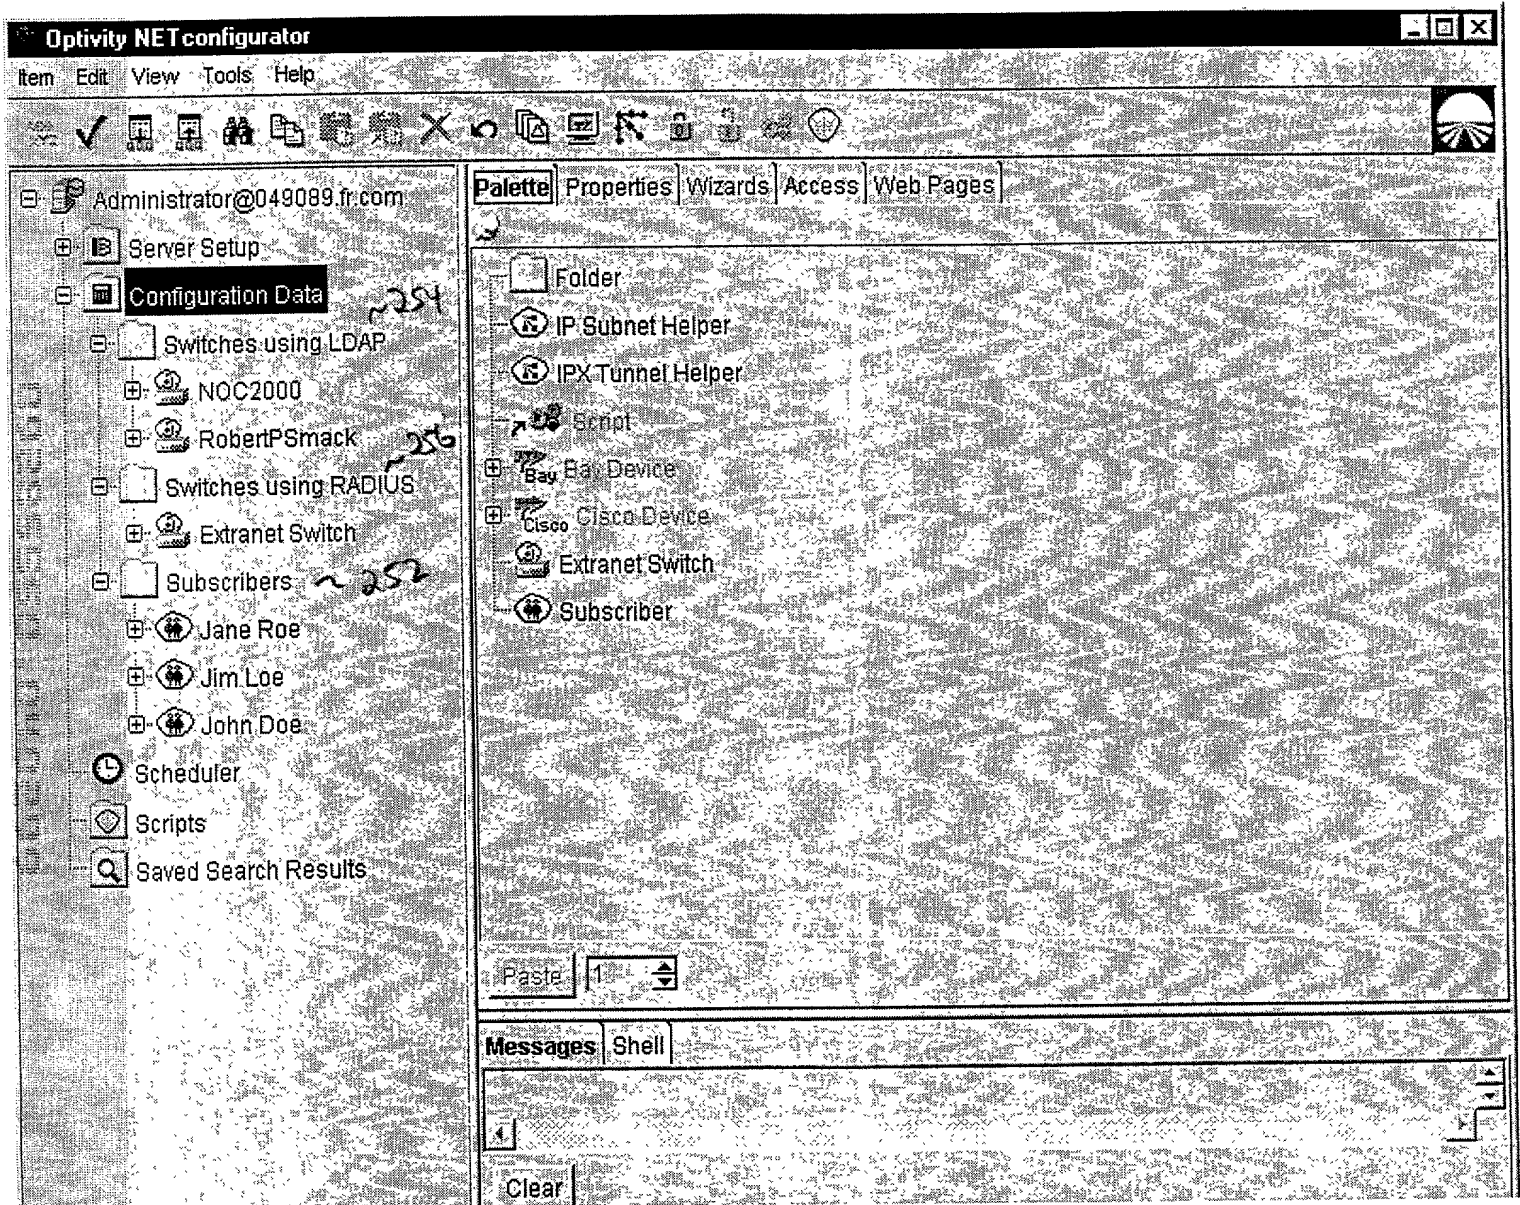 Optivity NETconfigurator
Item Edit View Tools Help
Administrator@049089.fr.com
Server Setup
Configuration Data
~254
Switches using LDAP
NOC2000
RobertPSmack
~256
Switches using RADIUS
Extranet Switch
Subscribers ~252
Jane Roe
Jim Loe
John Doe
Scheduler
Scripts
Saved Search Results
Palette Properties Wizards Access Web Pages
Folder
IP Subnet Helper
IPX Tunnel Helper
Script
Bay Bay Device
Cisco Cisco Device
Extranet Switch
Subscriber
Paste 1
Messages Shell
Clear